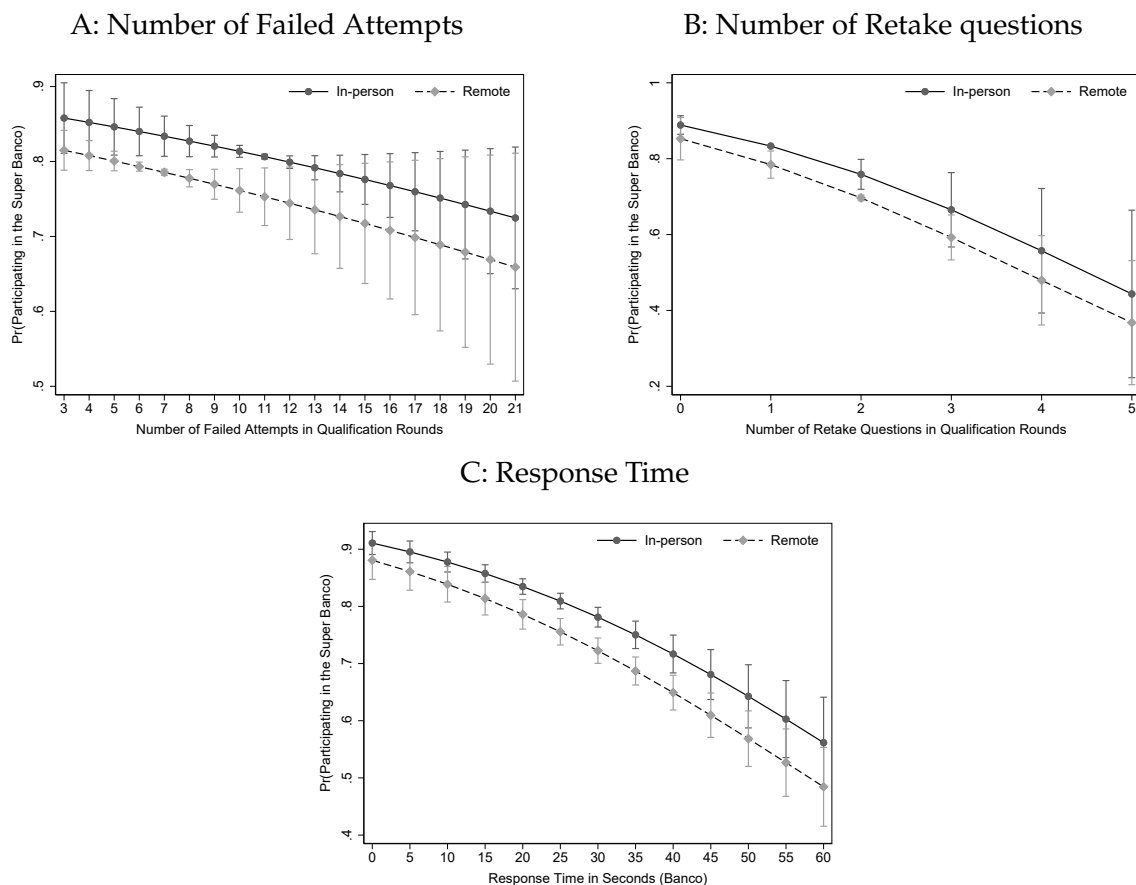 A: Number of Failed Attempts
Pr(Participating in the Super Banco)
.9
.8
.7
.6
.5
In-person
Remote
3 4 5 6 7 8 9 10 11 12 13 14 15 16 17 18 19 20 21
Number of Failed Attempts in Qualification Rounds
B: Number of Retake questions
Pr(Participating in the Super Banco)
1
.8
.6
.4
.2
In-person
Remote
0 1 2 3 4 5
Number of Retake Questions in Qualification Rounds
C: Response Time
Pr(Participating in the Super Banco)
.9
.8
.7
.6
.5
.4
In-person
Remote
0 5 10 15 20 25 30 35 40 45 50 55 60
Response Time in Seconds (Banco)